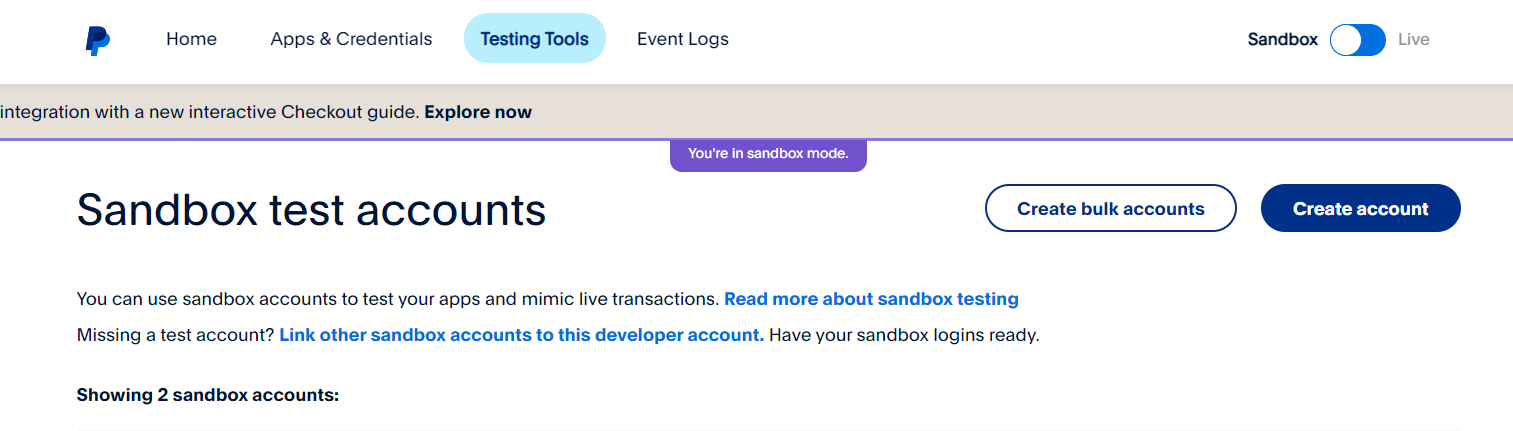 Home Apps & Credentials Testing Tools Event Logs Sandbox Live
integration with a new interactive Checkout guide. Explore now
You're in sandbox mode.
Sandbox test accounts Create bulk accounts Create account
You can use sandbox accounts to test your apps and mimic live transactions. Read more about sandbox testing
Missing a test account? Link other sandbox accounts to this developer account. Have your sandbox logins ready.
Showing 2 sandbox accounts: